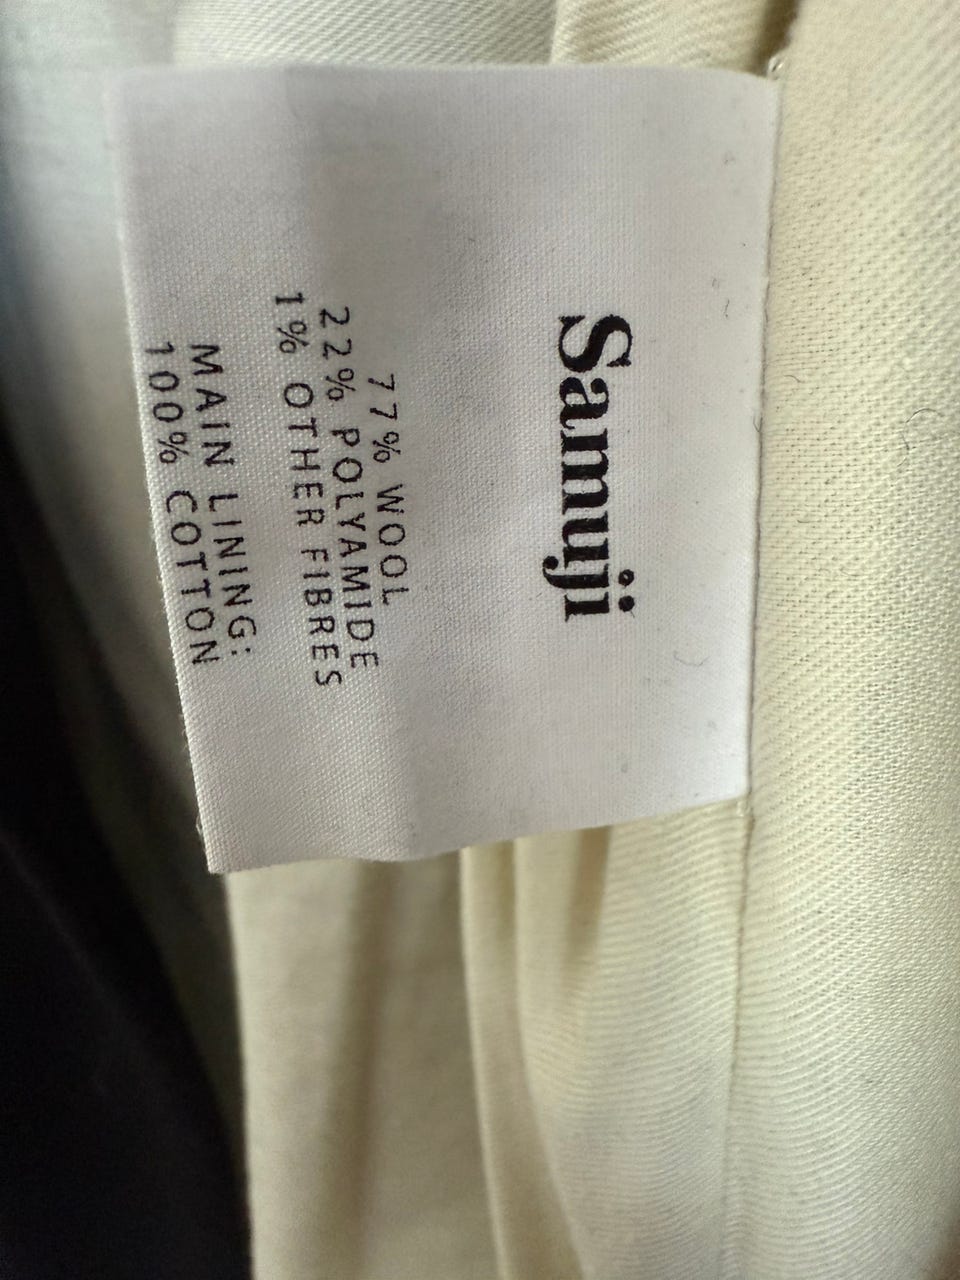 Samuji
77% WOOL
22% POLYAMIDE
1% OTHER FIBRES
MAIN LINING:
100% COTTON